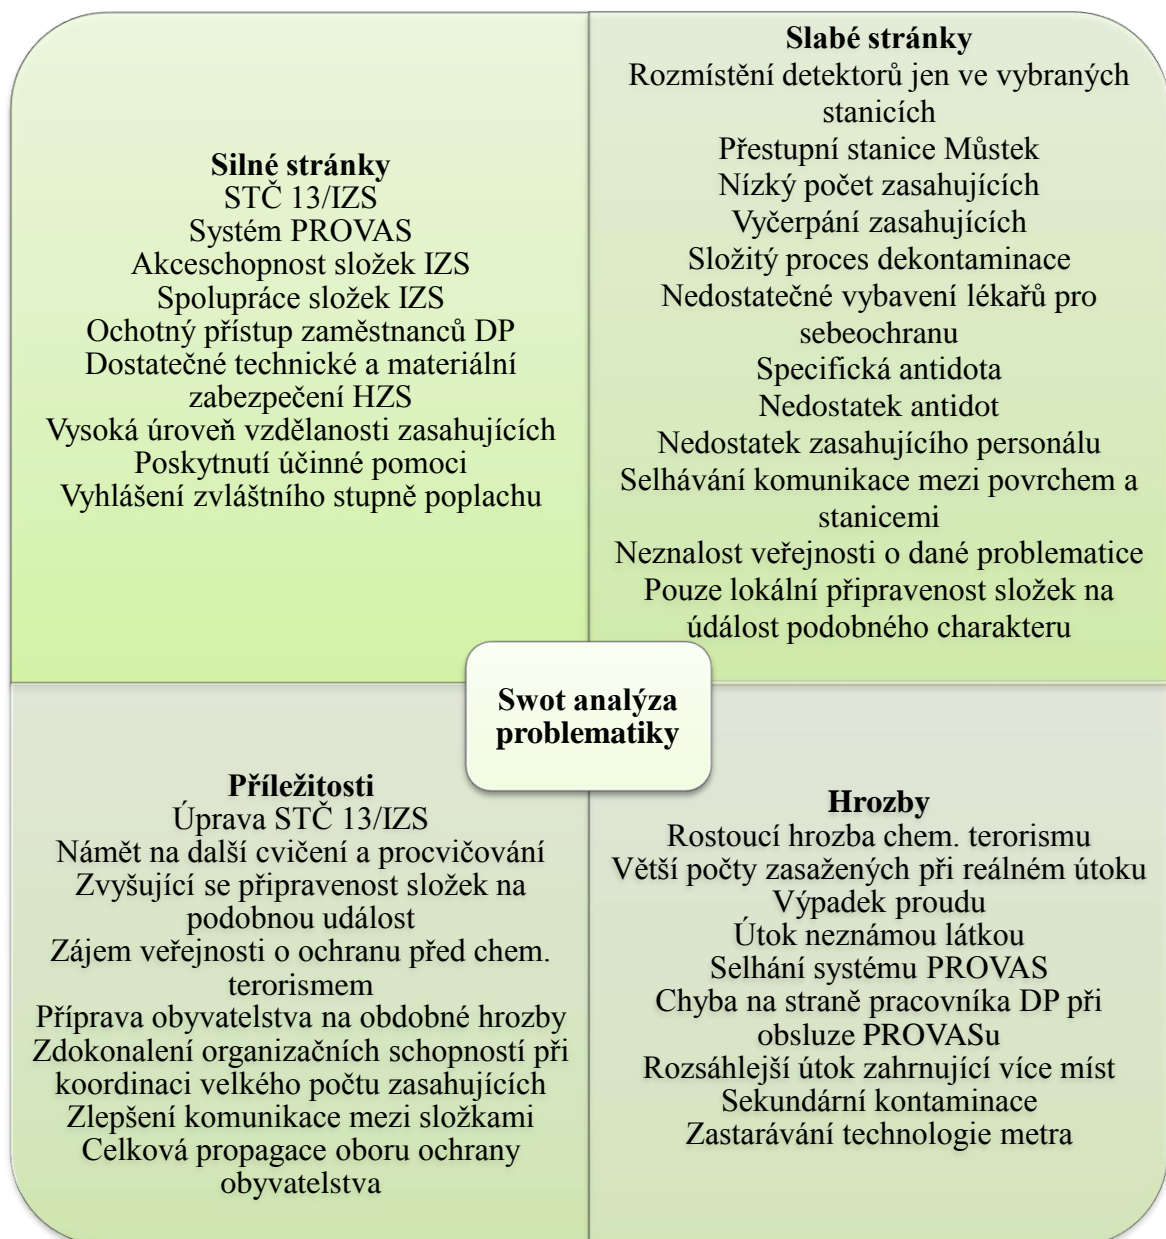 Silné stránky
STČ 13/IZS
Systém PROVAS
Akceschopnost složek IZS
Spolupráce složek IZS
Ochotný přístup zaměstnanců DP
Dostatečné technické a materiální
zabezpečení HZS
Vysoká úroveň vzdělanosti zasahujících
Poskytnutí účinné pomoci
Vyhlášení zvláštního stupně poplachu
Slabé stránky
Rozmístění detektorů jen ve vybraných
stanicích
Přestupní stanice Můstek
Nízký počet zasahujících
Vyčerpání zasahujících
Složitý proces dekontaminace
Nedostatečné vybavení lékařů pro
sebeochranu
Specifická antidota
Nedostatek antidot
Nedostatek zasahujícího personálu
Selhávání komunikace mezi povrchem a
stanicemi
Neznalost veřejnosti o dané problematice
Pouze lokální připravenost složek na
údálost podobného charakteru
Swot analýza
problematiky
Příležitosti
Úprava STČ 13/IZS
Námět na další cvičení a procvičování
Zvyšující se připravenost složek na
podobnou událost
Zájem veřejnosti o ochranu před chem.
terorismem
Příprava obyvatelstva na obdobné hrozby
Zdokonalení organizačních schopností při
koordinaci velkého počtu zasahujících
Zlepšení komunikace mezi složkami
Celková propagace oboru ochrany
obyvatelstva
Hrozby
Rostoucí hrozba chem. terorismu
Větší počty zasažených při reálném útoku
Výpadek proudu
Útok neznámou látkou
Selhání systému PROVAS
Chyba na straně pracovníka DP při
obsluze PROVASu
Rozsáhlejší útok zahrnující více míst
Sekundární kontaminace
Zastarávání technologie metra